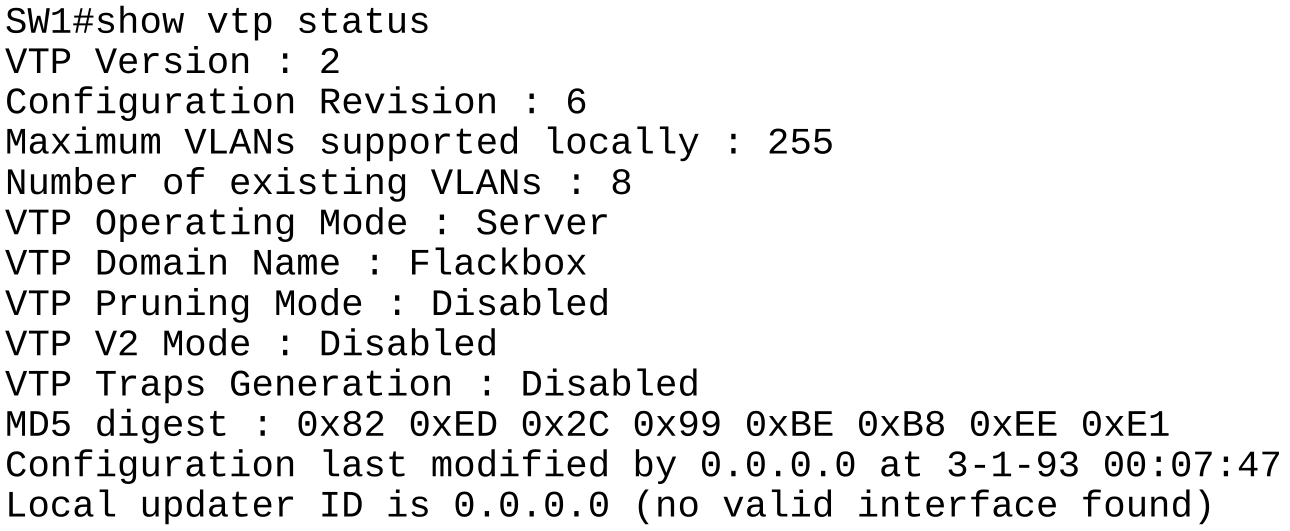 SW1#show vtp status
VTP Version : 2
Configuration Revision : 6
Maximum VLANs supported locally : 255
Number of existing VLANs : 8
VTP Operating Mode : Server
VTP Domain Name : Flackbox
VTP Pruning Mode : Disabled
VTP V2 Mode : Disabled
VTP Traps Generation : Disabled
MD5 digest : 0x82 0xED 0x2C 0x99 0xBE 0xB8 0xEE 0xE1
Configuration last modified by 0.0.0.0 at 3-1-93 00:07:47
Local updater ID is 0.0.0.0 (no valid interface found)